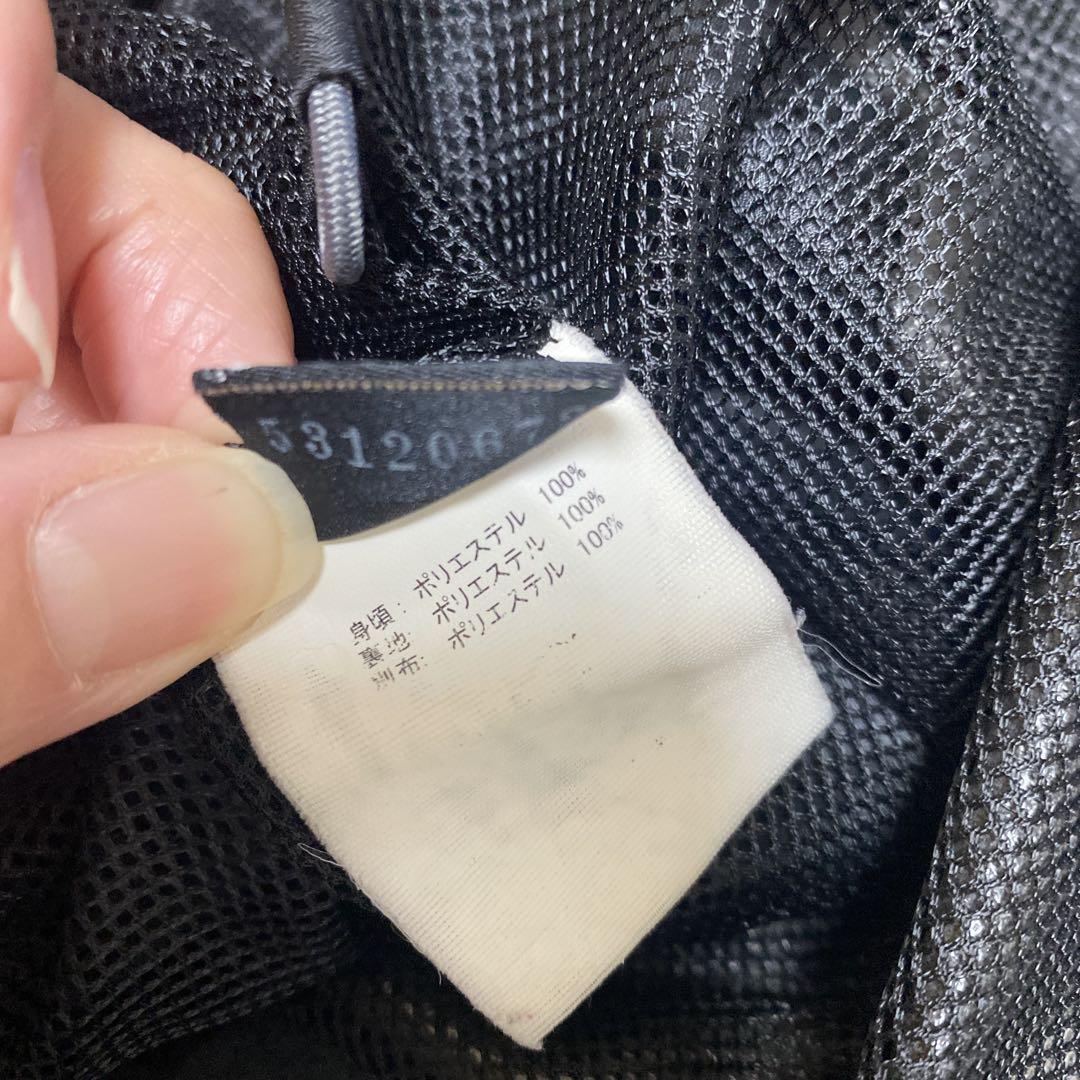 5312067
身頃: ポリエステル 100%
裏地: ポリエステル 100%
別布: ポリエステル 100%